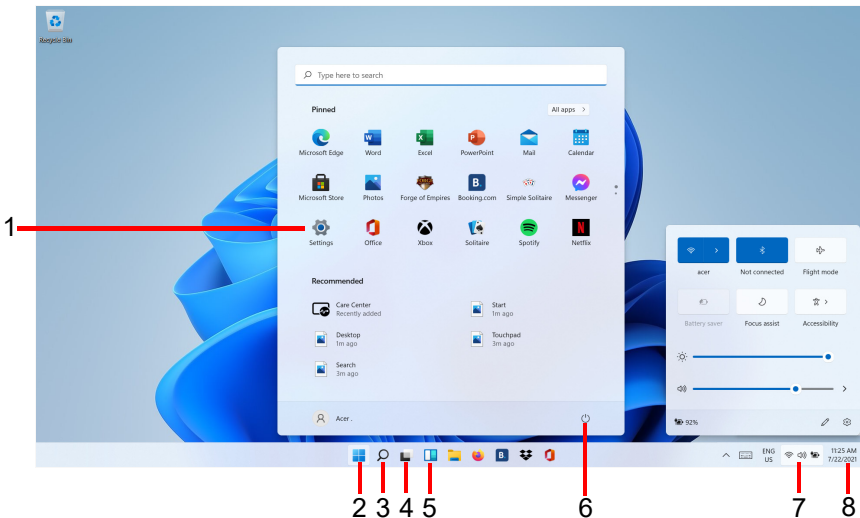 Recycle Bin
Type here to search
Pinned
All apps >
Microsoft Edge
Word
Excel
PowerPoint
Mail
Calendar
Microsoft Store
Photos
Forge of Empires
Booking.com
Simple Solitaire
Messenger
1
Settings
Office
Xbox
Solitaire
Spotify
Netflix
Recommended
Care Center
Recently added
Start
1m ago
Desktop
1m ago
Touchpad
3m ago
Search
3m ago
Acer .
acer
Not connected
Flight mode
Battery saver
Focus assist
Accessibility
92%
ENG
US
11:25 AM
7/22/2021
2 3 4 5 6 7 8